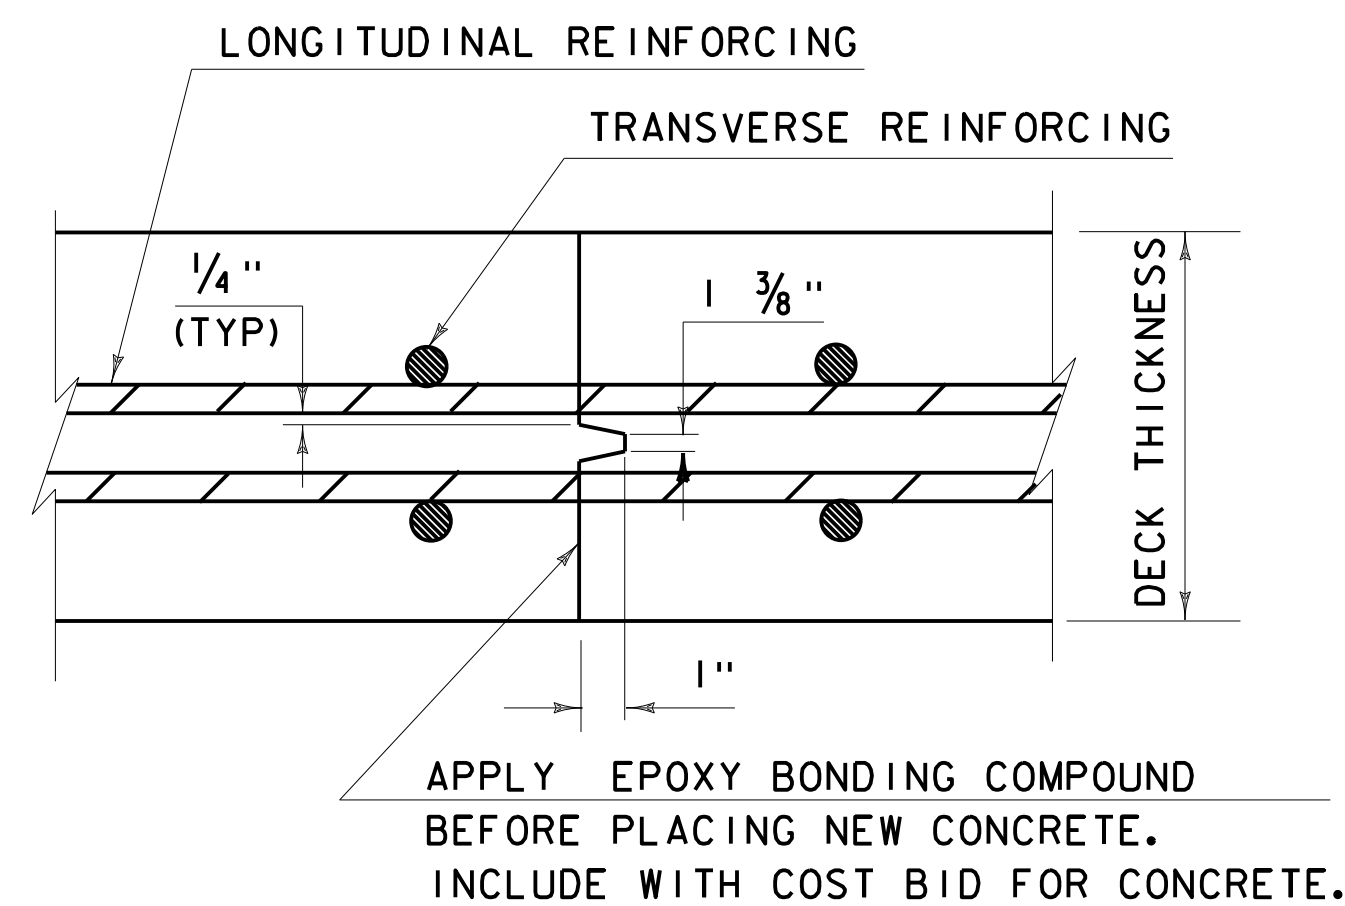 LONGITUDINAL REINFORCING
TRANSVERSE REINFORCING
1/4"
(TYP)
1 3/8"
DECK THICKNESS
1"
APPLY EPOXY BONDING COMPOUND
BEFORE PLACING NEW CONCRETE.
INCLUDE WITH COST BID FOR CONCRETE.